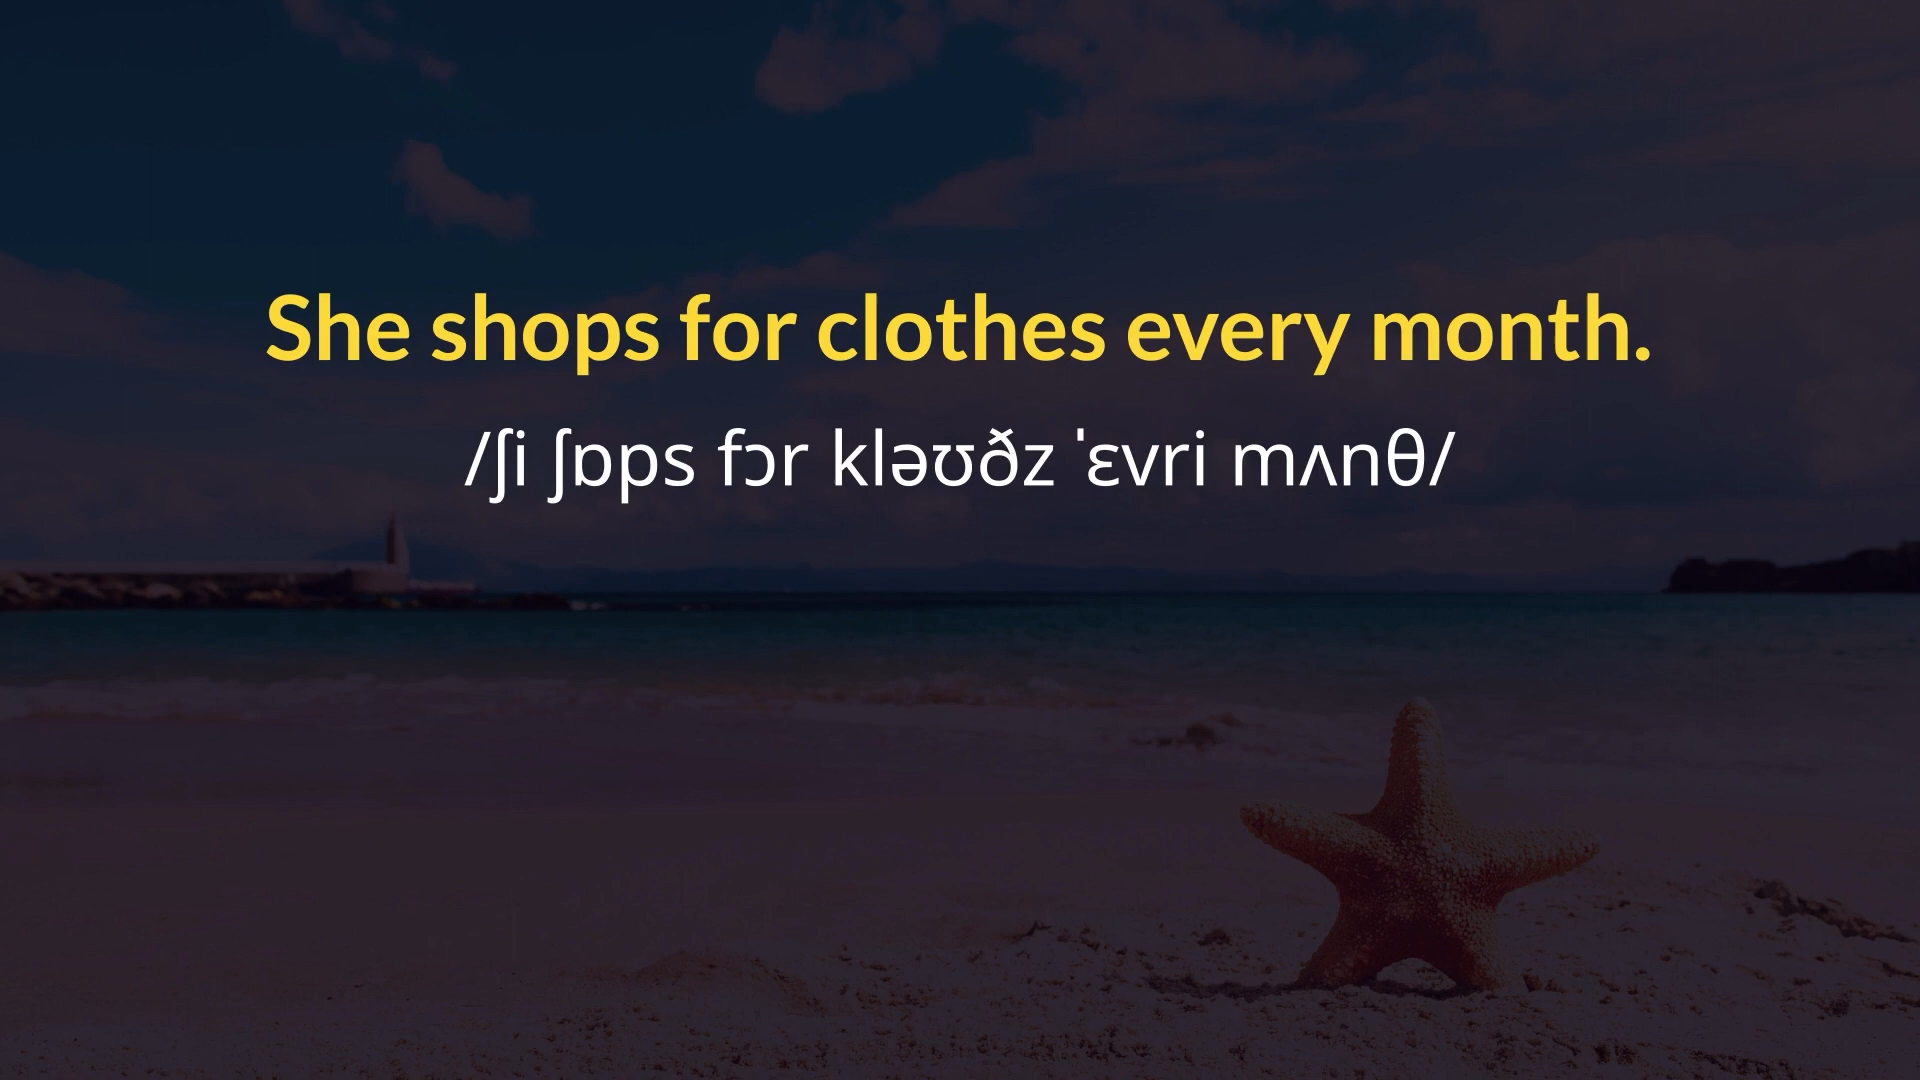 She shops for clothes every month.
/ʃi ʃɒps fɔr kləʊðz ˈɛvri mʌnθ/